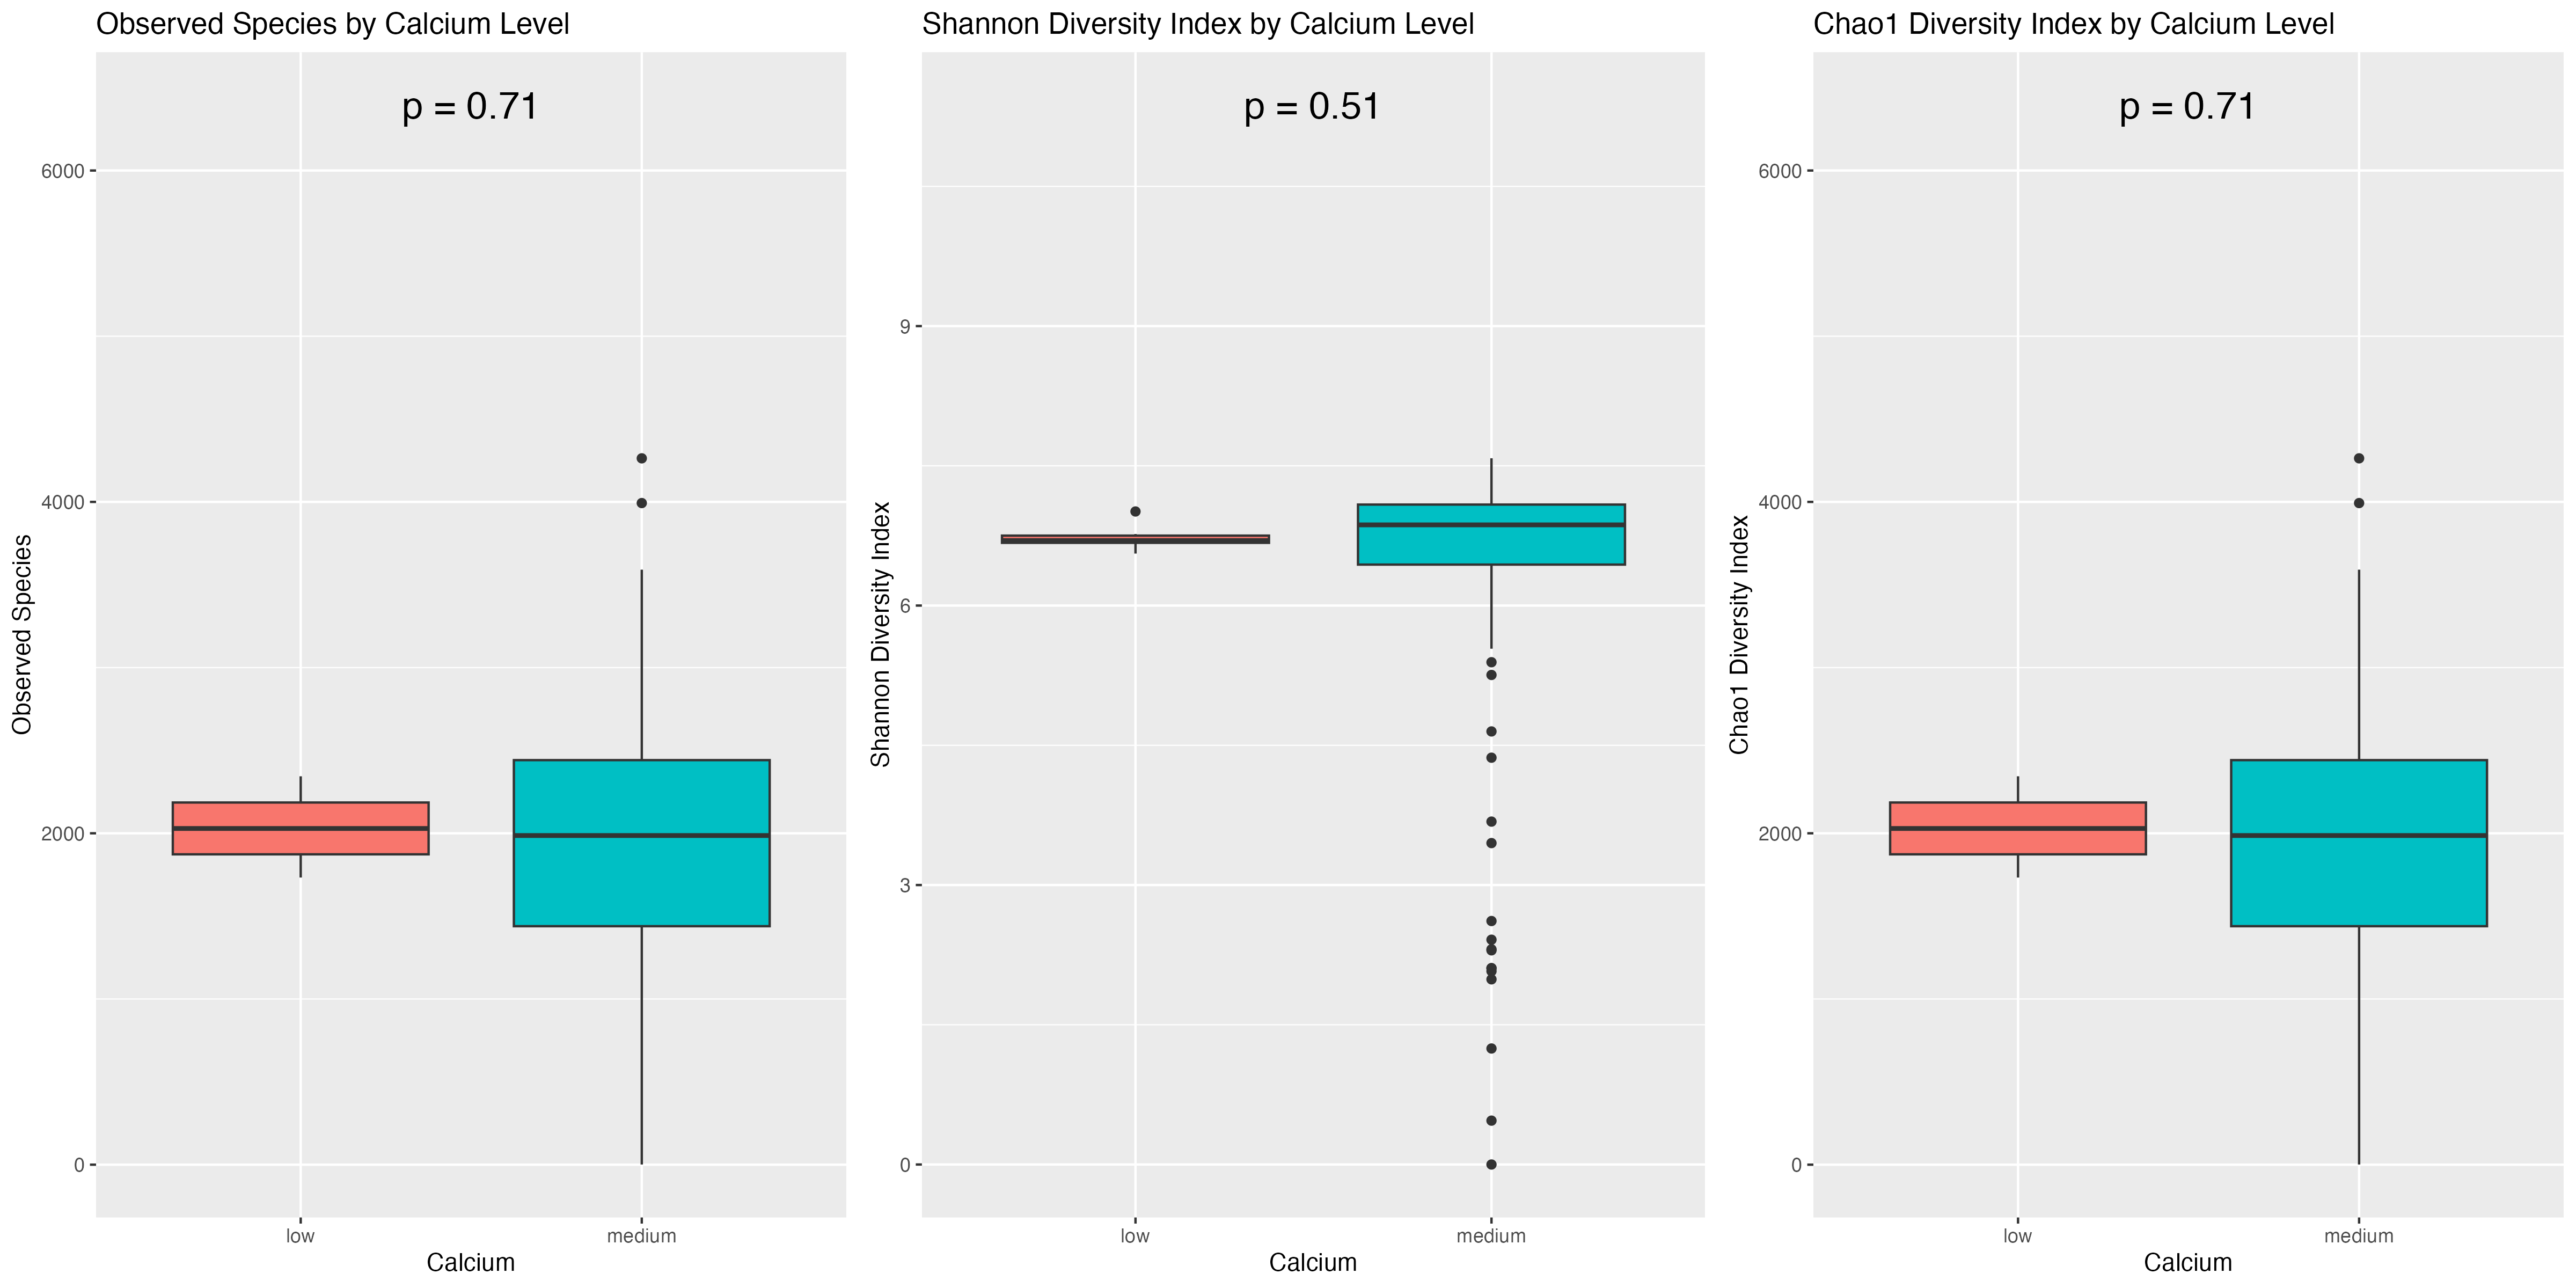 Observed Species by Calcium Level
p = 0.71
6000
4000
2000
0
Observed Species
low
medium
Calcium
Shannon Diversity Index by Calcium Level
p = 0.51
9
6
3
0
Shannon Diversity Index
low
medium
Calcium
Chao1 Diversity Index by Calcium Level
p = 0.71
6000
4000
2000
0
Chao1 Diversity Index
low
medium
Calcium